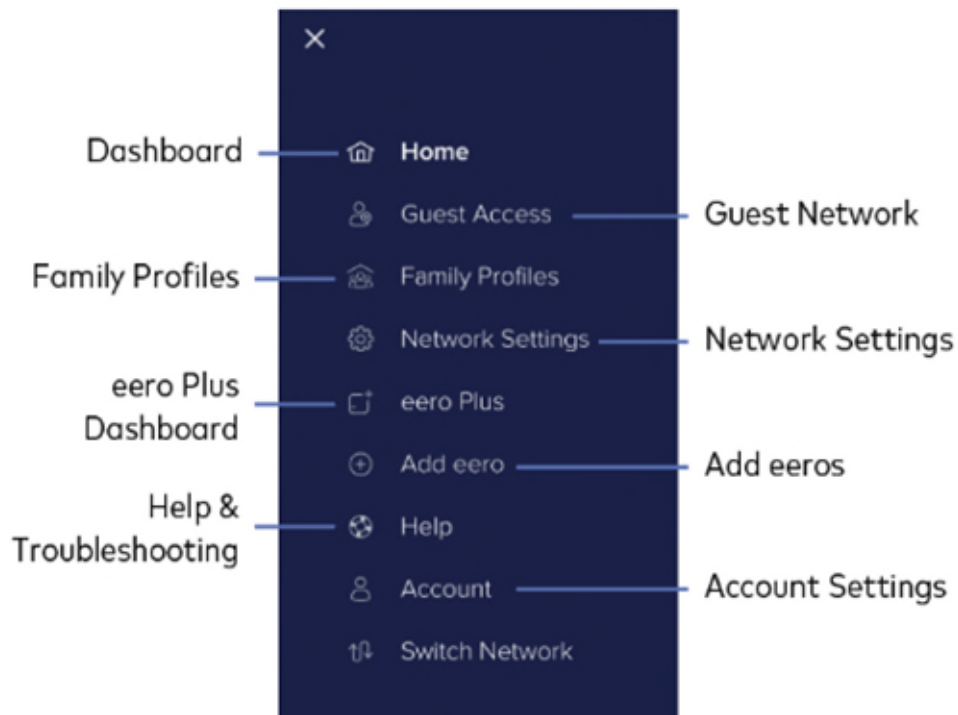 Dashboard
Home
Guest Access
Guest Network
Family Profiles
Family Profiles
Network Settings
Network Settings
eero Plus
Dashboard
eero Plus
Add eero
Add eeros
Help &
Troubleshooting
Help
Account
Account Settings
Switch Network